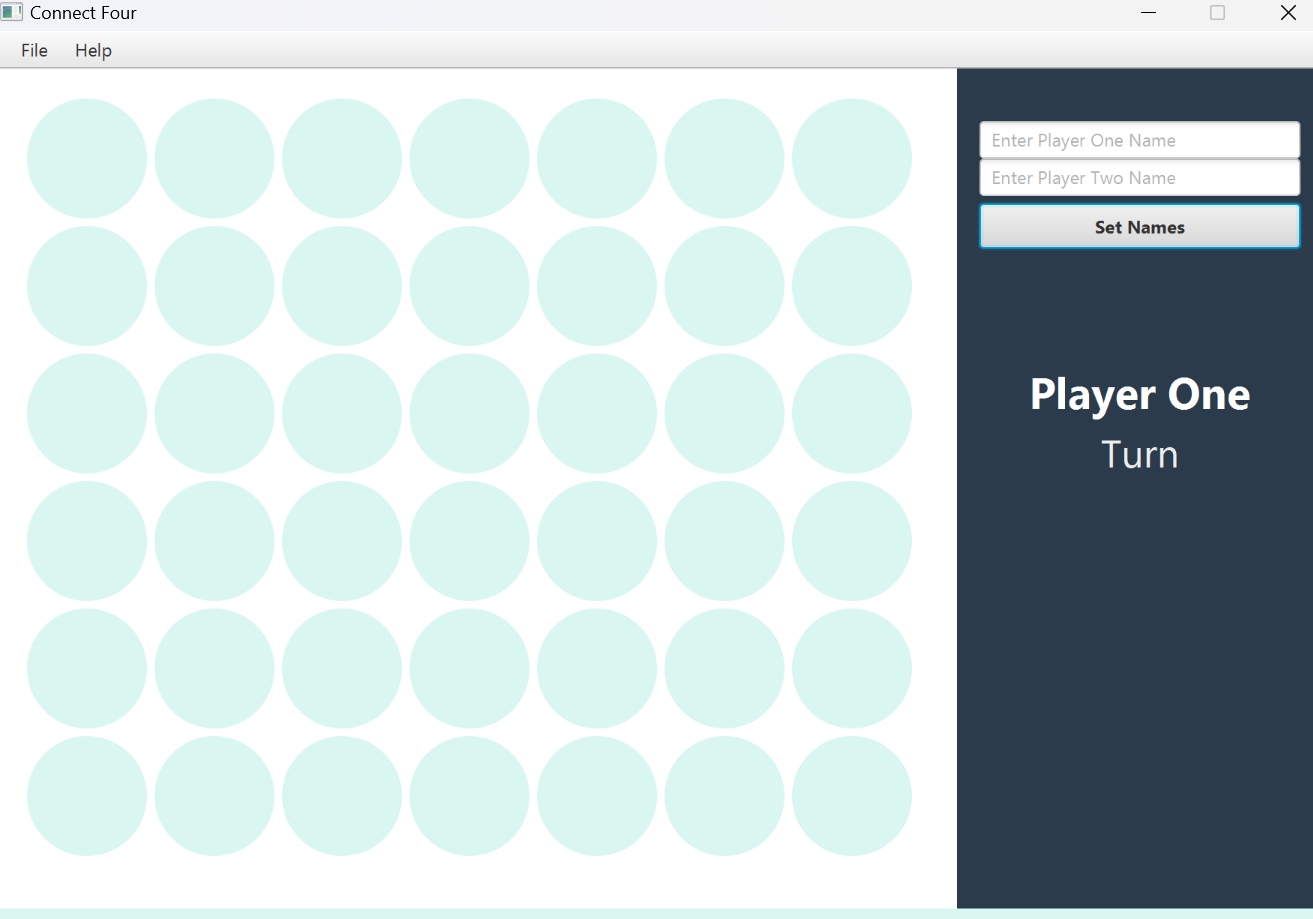 Connect Four
File Help
Enter Player One Name
Enter Player Two Name
Set Names
Player One
Turn